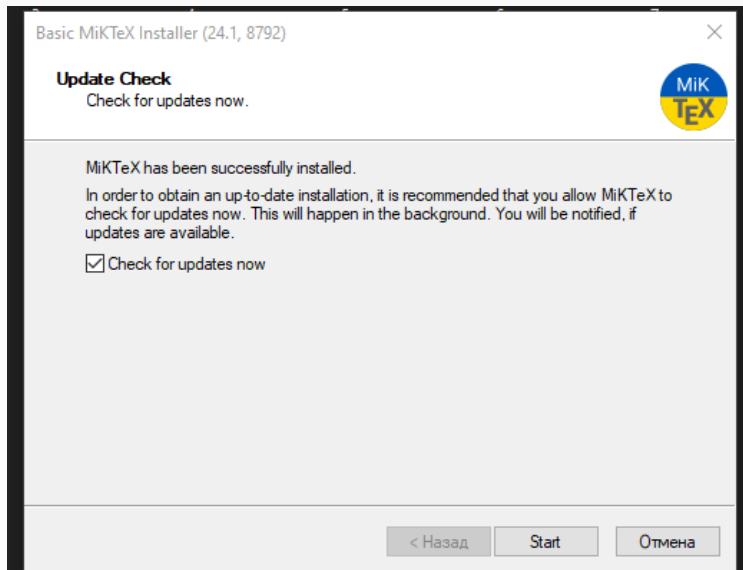 Basic MiKTeX Installer (24.1, 8792)
Update Check
Check for updates now.
MiK
TEX
MiKTeX has been successfully installed.
In order to obtain an up-to-date installation, it is recommended that you allow MiKTeX to
check for updates now. This will happen in the background. You will be notified, if
updates are available.
Check for updates now
< Назад
Start
Отмена